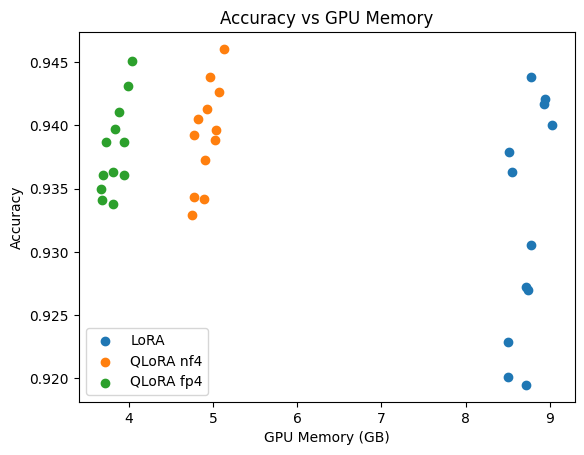 Accuracy vs GPU Memory
0.945
0.940
0.935
0.930
0.925
0.920
Accuracy
LoRA
QLoRA nf4
QLoRA fp4
4 5 6 7 8 9
GPU Memory (GB)